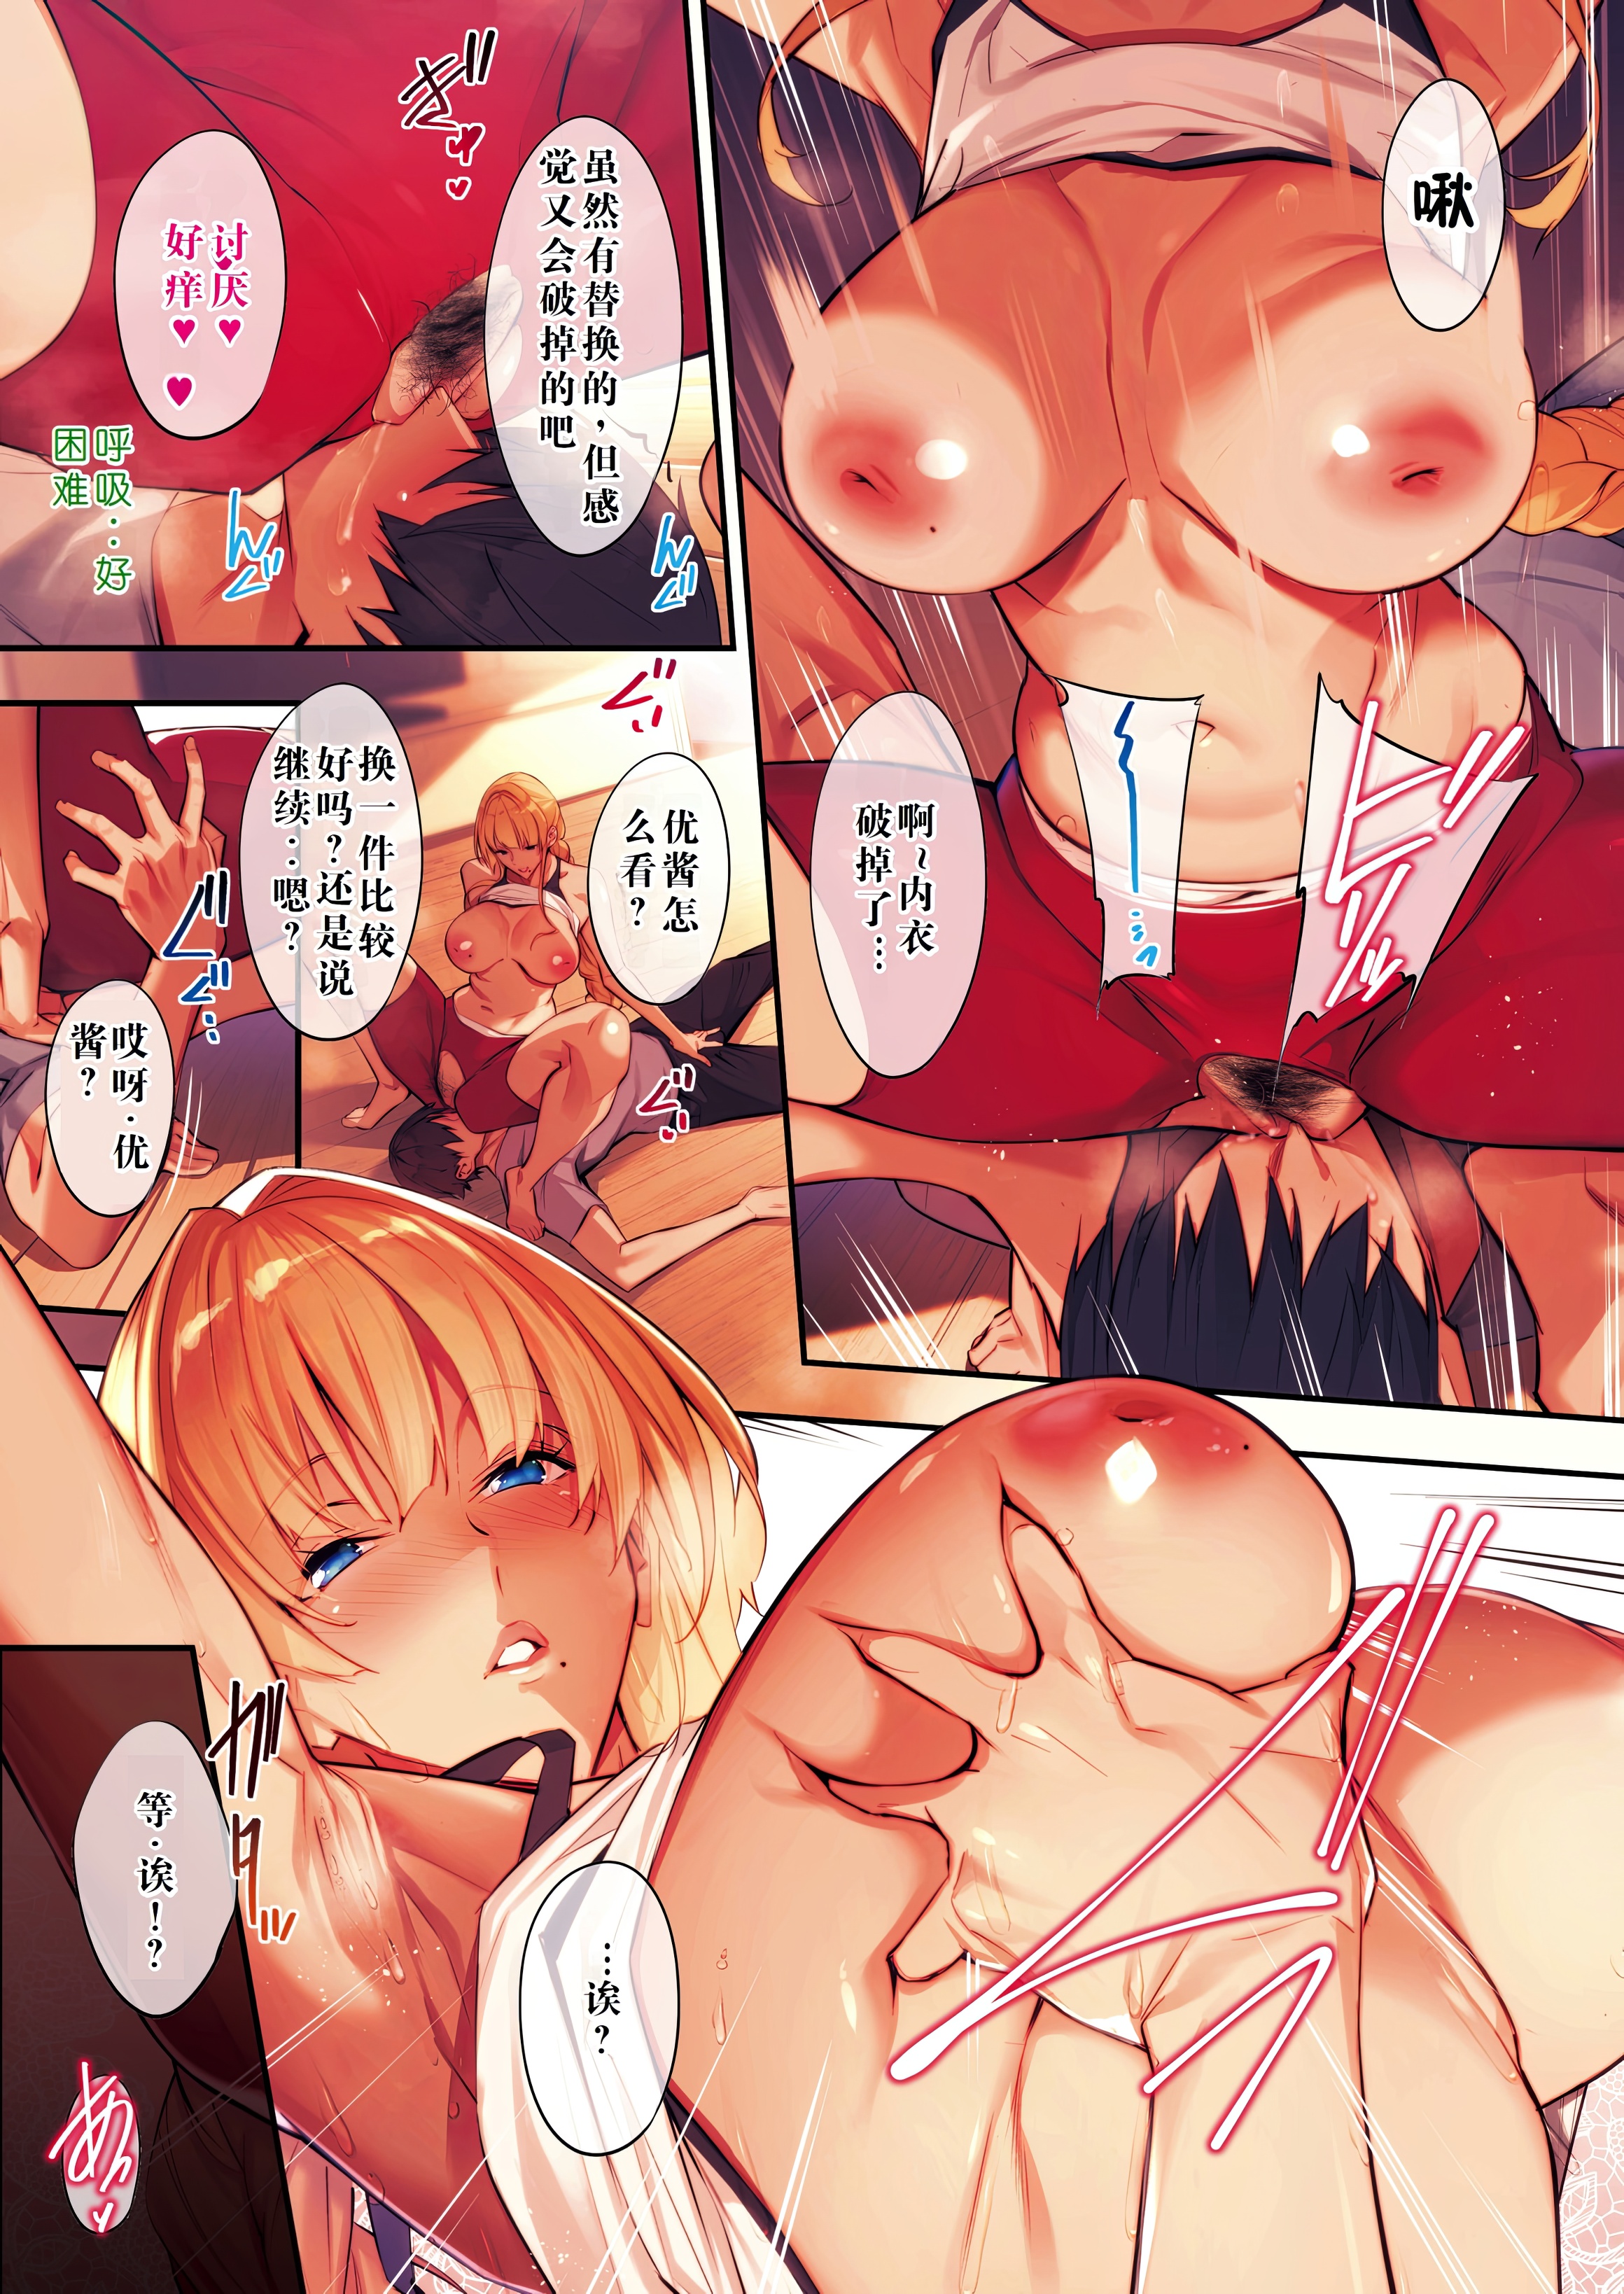 啾
啊～内衣
破掉了…
虽然有替换的，但感
觉又会破掉的吧
讨厌♥
好痒♥♥
呼吸：好
困难
优酱怎
么看？
换一件比较
好吗？还是说
继续：嗯？
哎呀·优
酱？
…诶？
等·诶！？